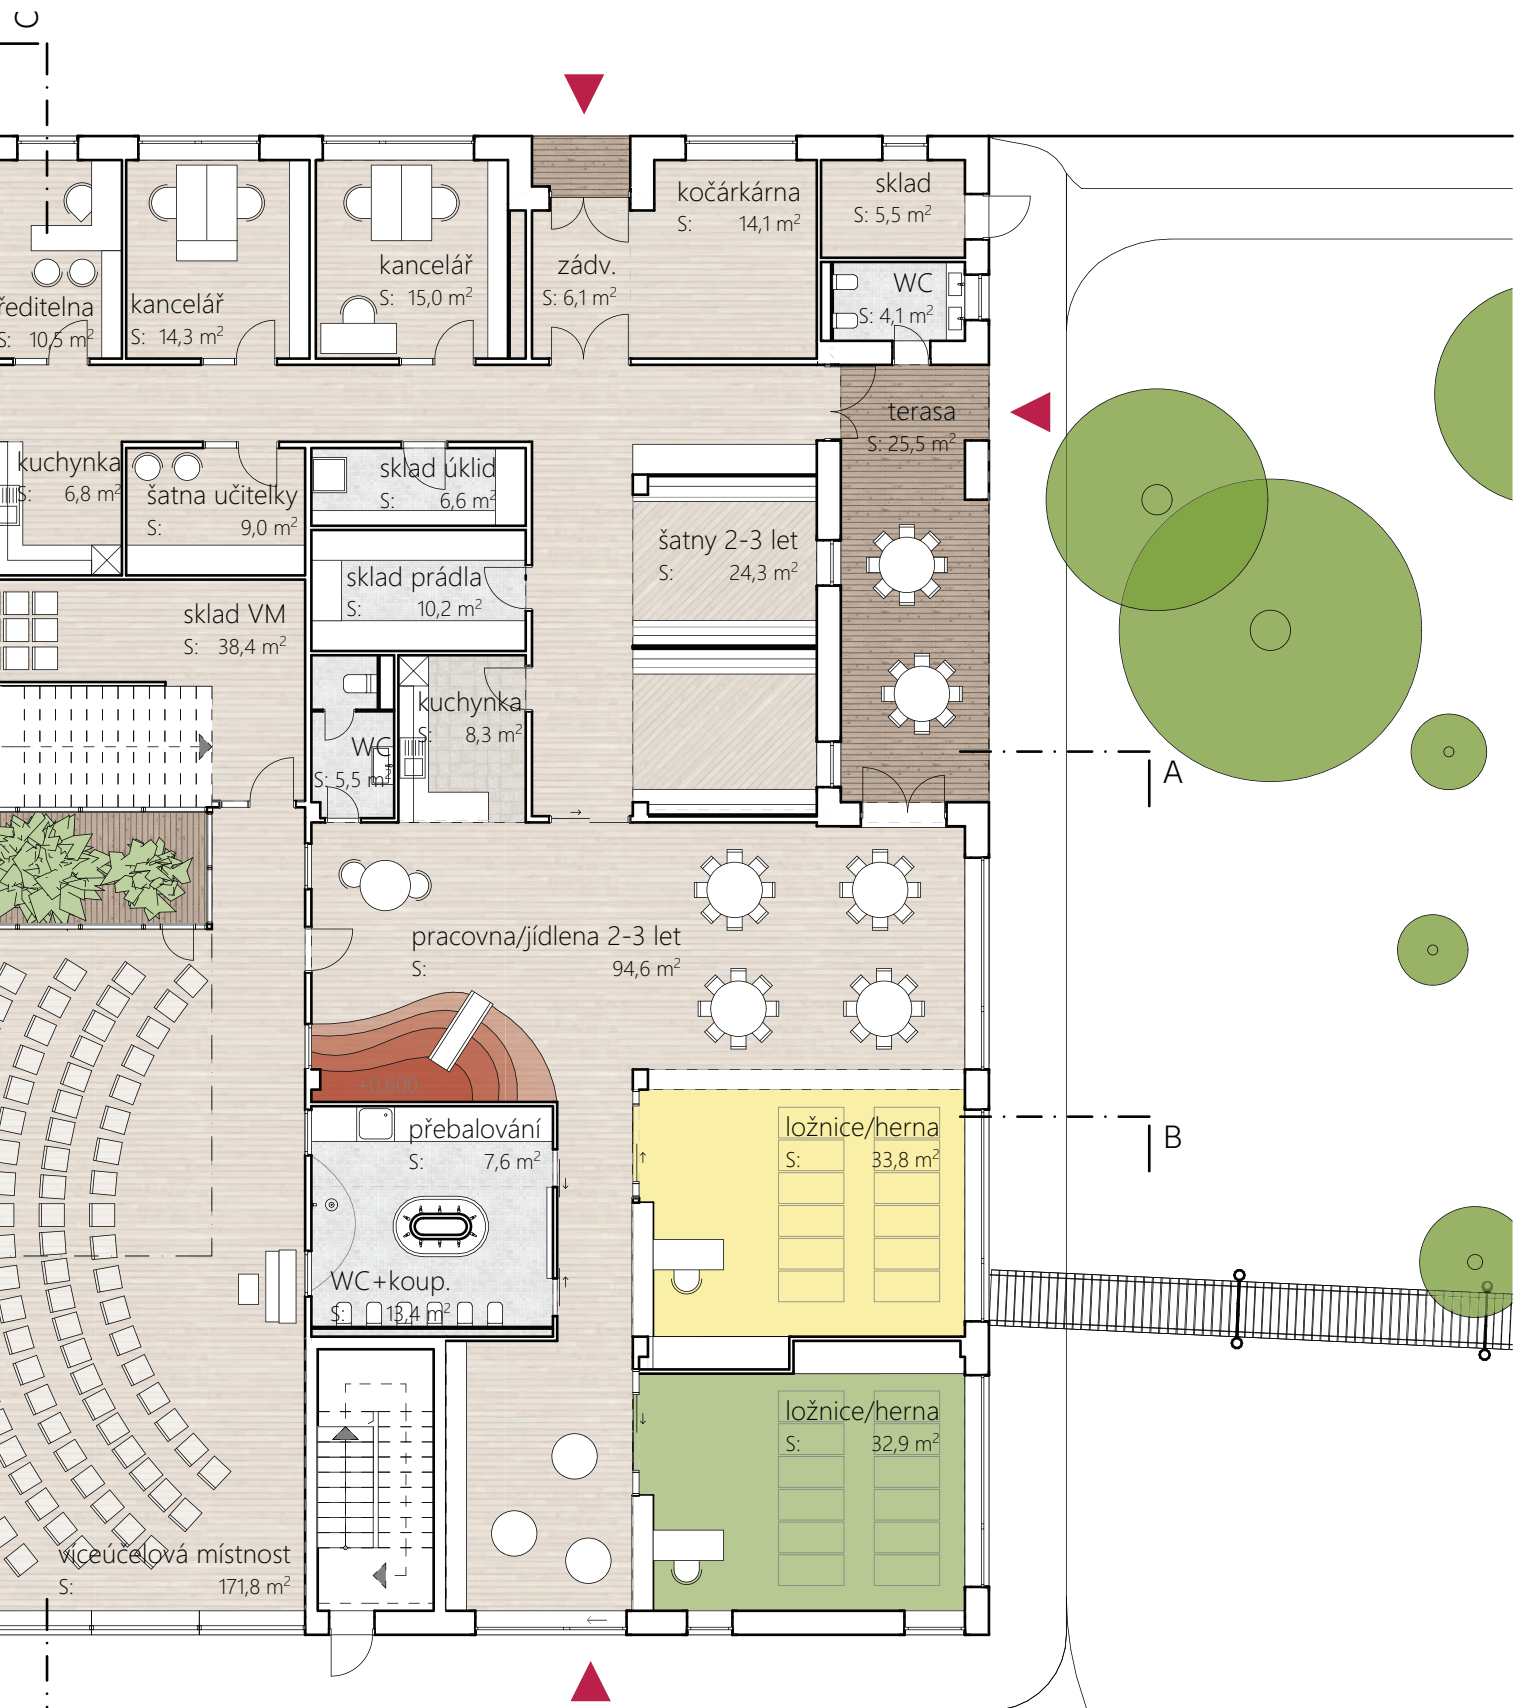 C
kočárkárna
S: 14,1 m²
sklad
S: 5,5 m²
kancelář
S: 15,0 m²
zádv.
S: 6,1 m²
WC
S: 4,1 m²
ředitelna
S: 10,5 m²
kancelář
S: 14,3 m²
terasa
S: 25,5 m²
kuchynka
S: 6,8 m²
šatna učitelky
S: 9,0 m²
sklad úklid
S: 6,6 m²
šatny 2-3 let
S: 24,3 m²
sklad prádla
S: 10,2 m²
sklad VM
S: 38,4 m²
kuchynka
S: 8,3 m²
WC
S: 5,5 m²
A
pracovna/jídlena 2-3 let
S: 94,6 m²
+0,600
přebalování
S: 7,6 m²
ložnice/herna
S: 33,8 m²
B
WC+koup.
S: 13,4 m²
ložnice/herna
S: 32,9 m²
víceúčelová místnost
S: 171,8 m²